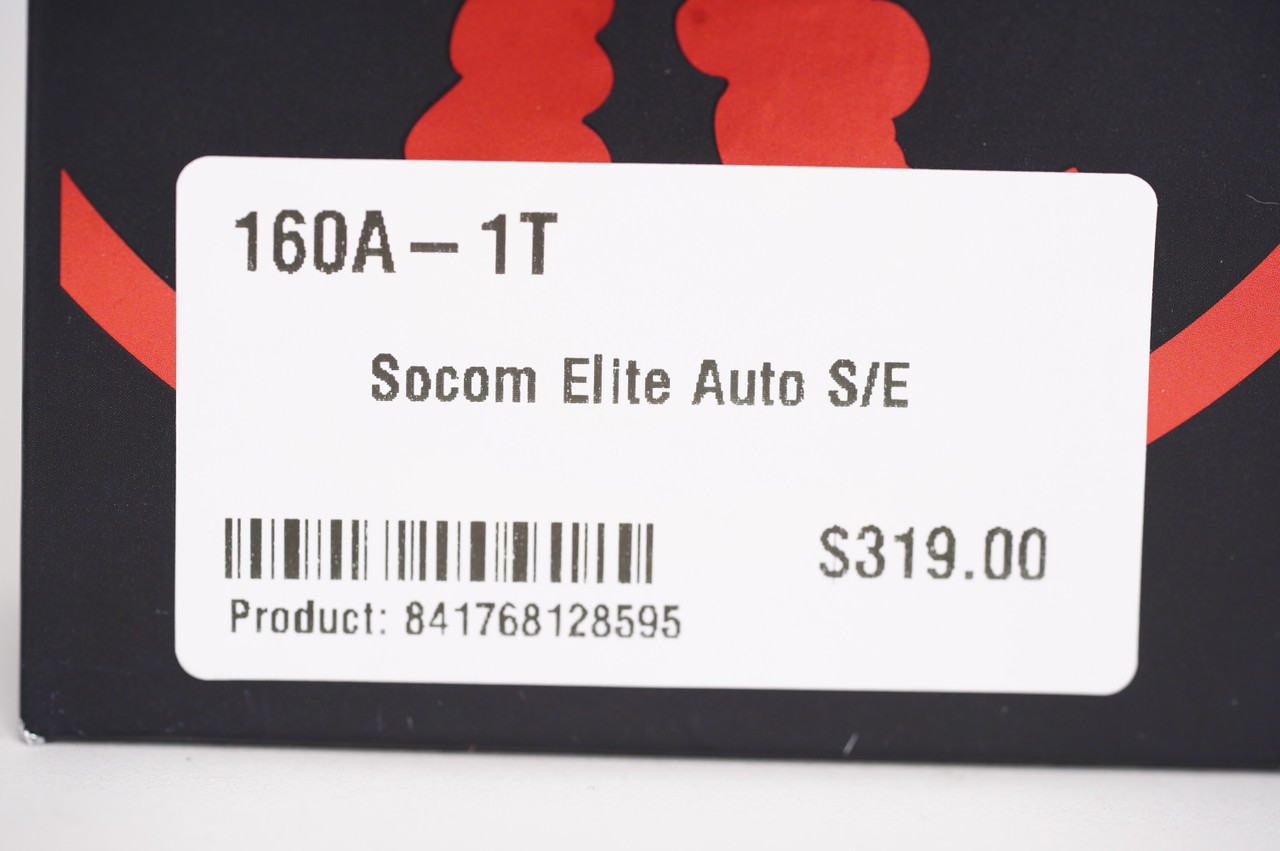 160A-1T
Socom Elite Auto S/E
$319.00
Product: 841768128595